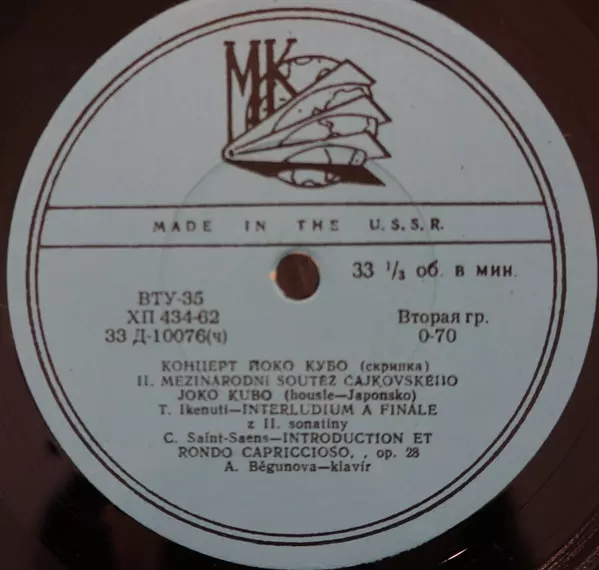 МК
MADE IN THE U.S.S.R.
33 1/3 об. в мин.
ВТУ-35
ХП 434-62
33 Д-10076(ч)
Вторая гр.
0-70
КОНЦЕРТ ЙОКО КУБО (скрипка)
II. MEZINÁRODNÍ SOUTĚŽ ČAJKOVSKÉHO
JOKO KUBO (housle—Japonsko)
T. Ikenuti—INTERLUDIUM A FINALE
z II. sonatiny
C. Saint-Saens—INTRODUCTION ET
RONDO CAPRICCIOSO, , op. 28
A. Bĕgunova—klavír